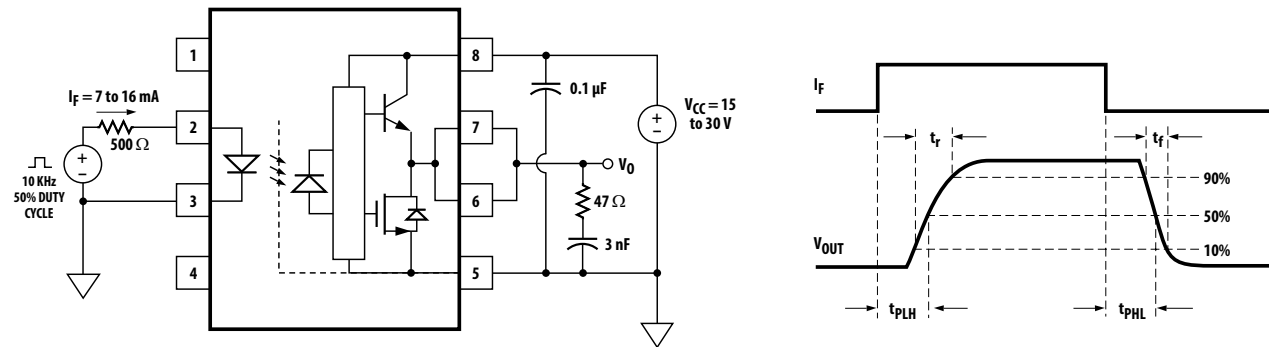 1
8
I_F = 7 to 16 mA
0.1 µF
V_CC = 15
to 30 V
+
–
2
7
500 Ω
+
–
V_O
10 KHz
50% DUTY
CYCLE
3
6
47 Ω
3 nF
4
5
I_F
t_r
t_f
90%
50%
10%
V_OUT
t_PLH
t_PHL